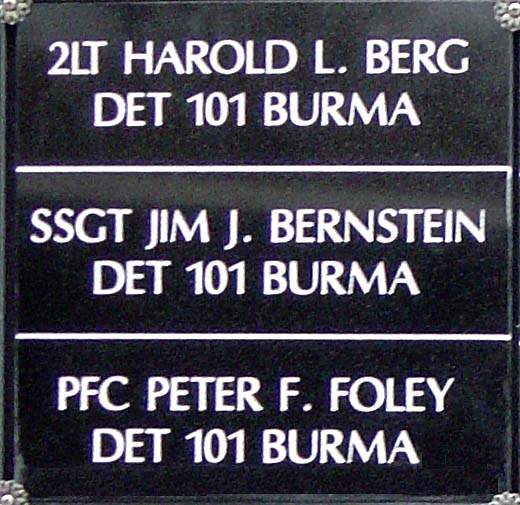 2LT HAROLD L. BERG
DET 101 BURMA
SSGT JIM J. BERNSTEIN
DET 101 BURMA
PFC PETER F. FOLEY
DET 101 BURMA